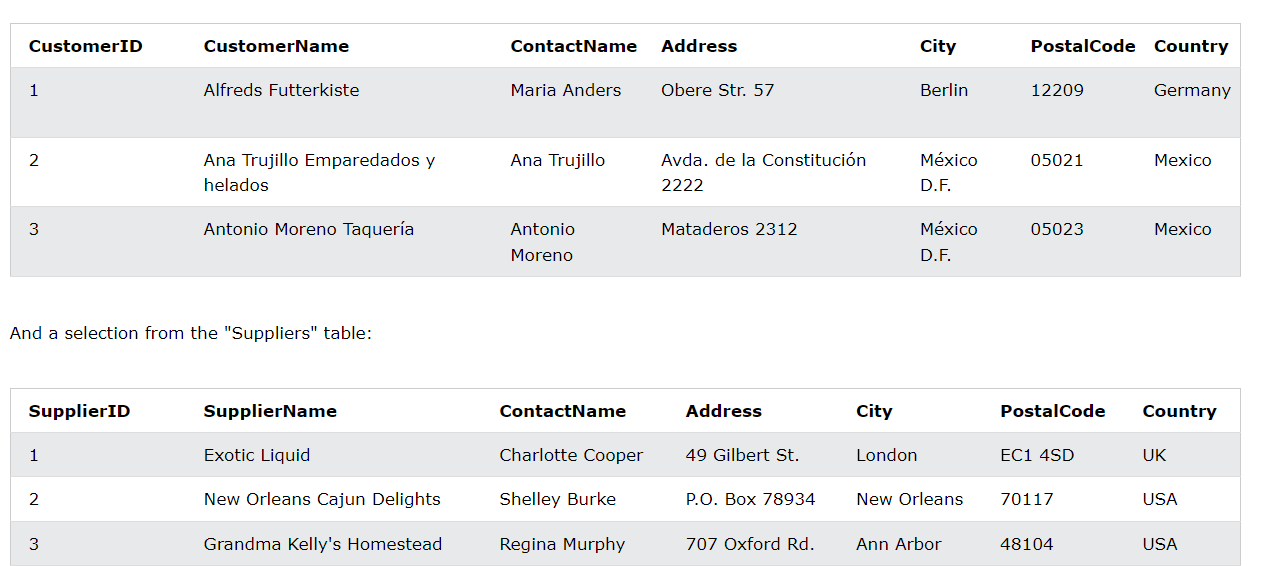 CustomerID CustomerName ContactName Address City PostalCode Country
1 Alfreds Futterkiste Maria Anders Obere Str. 57 Berlin 12209 Germany
2 Ana Trujillo Emparedados y Ana Trujillo Avda. de la Constitución México 05021 Mexico
helados 2222 D.F.
3 Antonio Moreno Taquería Antonio Mataderos 2312 México 05023 Mexico
Moreno D.F.
And a selection from the "Suppliers" table:
SupplierID SupplierName ContactName Address City PostalCode Country
1 Exotic Liquid Charlotte Cooper 49 Gilbert St. London EC1 4SD UK
2 New Orleans Cajun Delights Shelley Burke P.O. Box 78934 New Orleans 70117 USA
3 Grandma Kelly's Homestead Regina Murphy 707 Oxford Rd. Ann Arbor 48104 USA